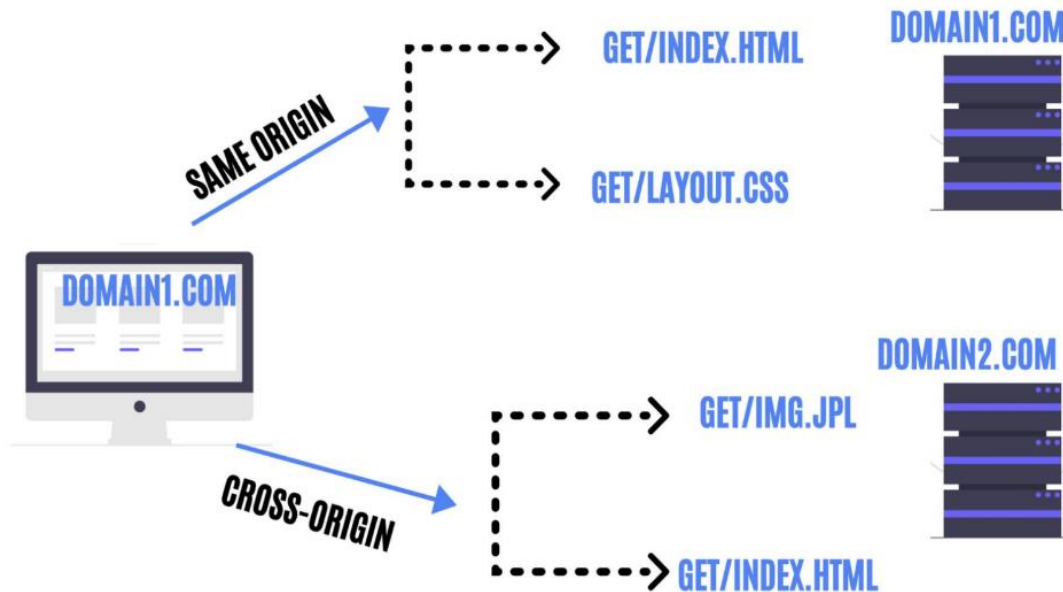 DOMAIN1.COM
GET/INDEX.HTML
SAME ORIGIN
GET/LAYOUT.CSS
DOMAIN1.COM
DOMAIN2.COM
GET/IMG.JPL
CROSS-ORIGIN
GET/INDEX.HTML